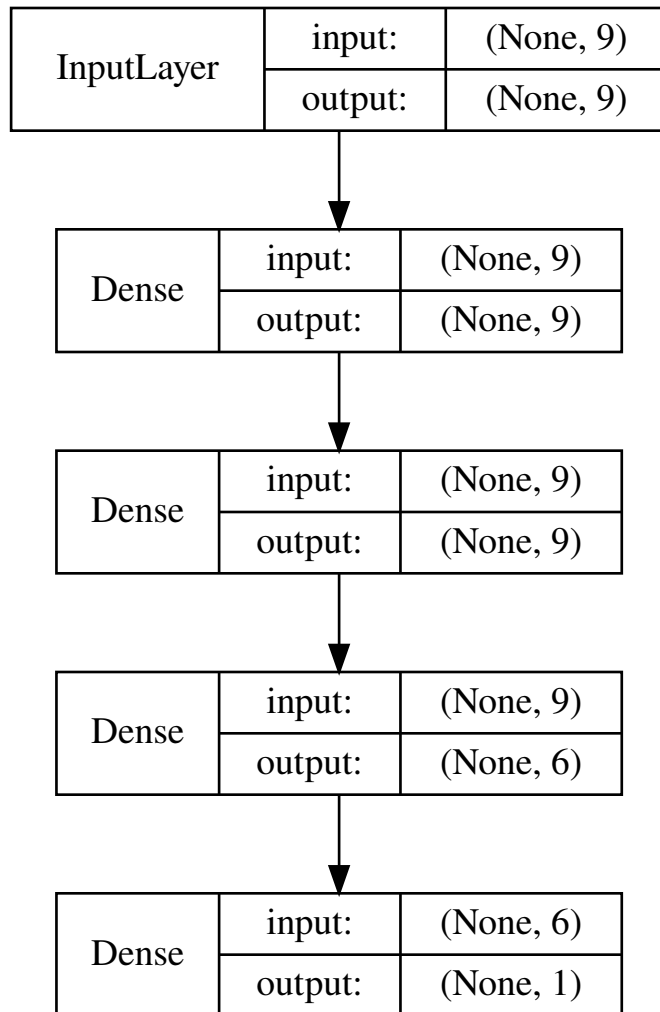 InputLayer
input: (None, 9)
output: (None, 9)
Dense
input: (None, 9)
output: (None, 9)
Dense
input: (None, 9)
output: (None, 9)
Dense
input: (None, 9)
output: (None, 6)
Dense
input: (None, 6)
output: (None, 1)